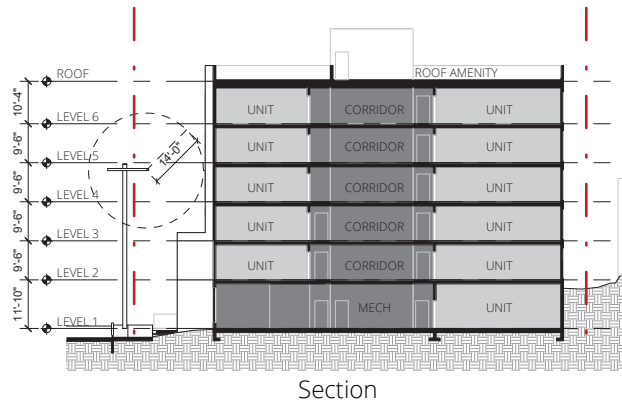 ROOF
ROOF AMENITY
10'-4"
UNIT
CORRIDOR
UNIT
LEVEL 6
9'-6"
UNIT
CORRIDOR
UNIT
LEVEL 5
14'-0"
9'-6"
UNIT
CORRIDOR
UNIT
LEVEL 4
9'-6"
UNIT
CORRIDOR
UNIT
LEVEL 3
9'-6"
UNIT
CORRIDOR
UNIT
LEVEL 2
11'-10"
MECH
UNIT
LEVEL 1
Section